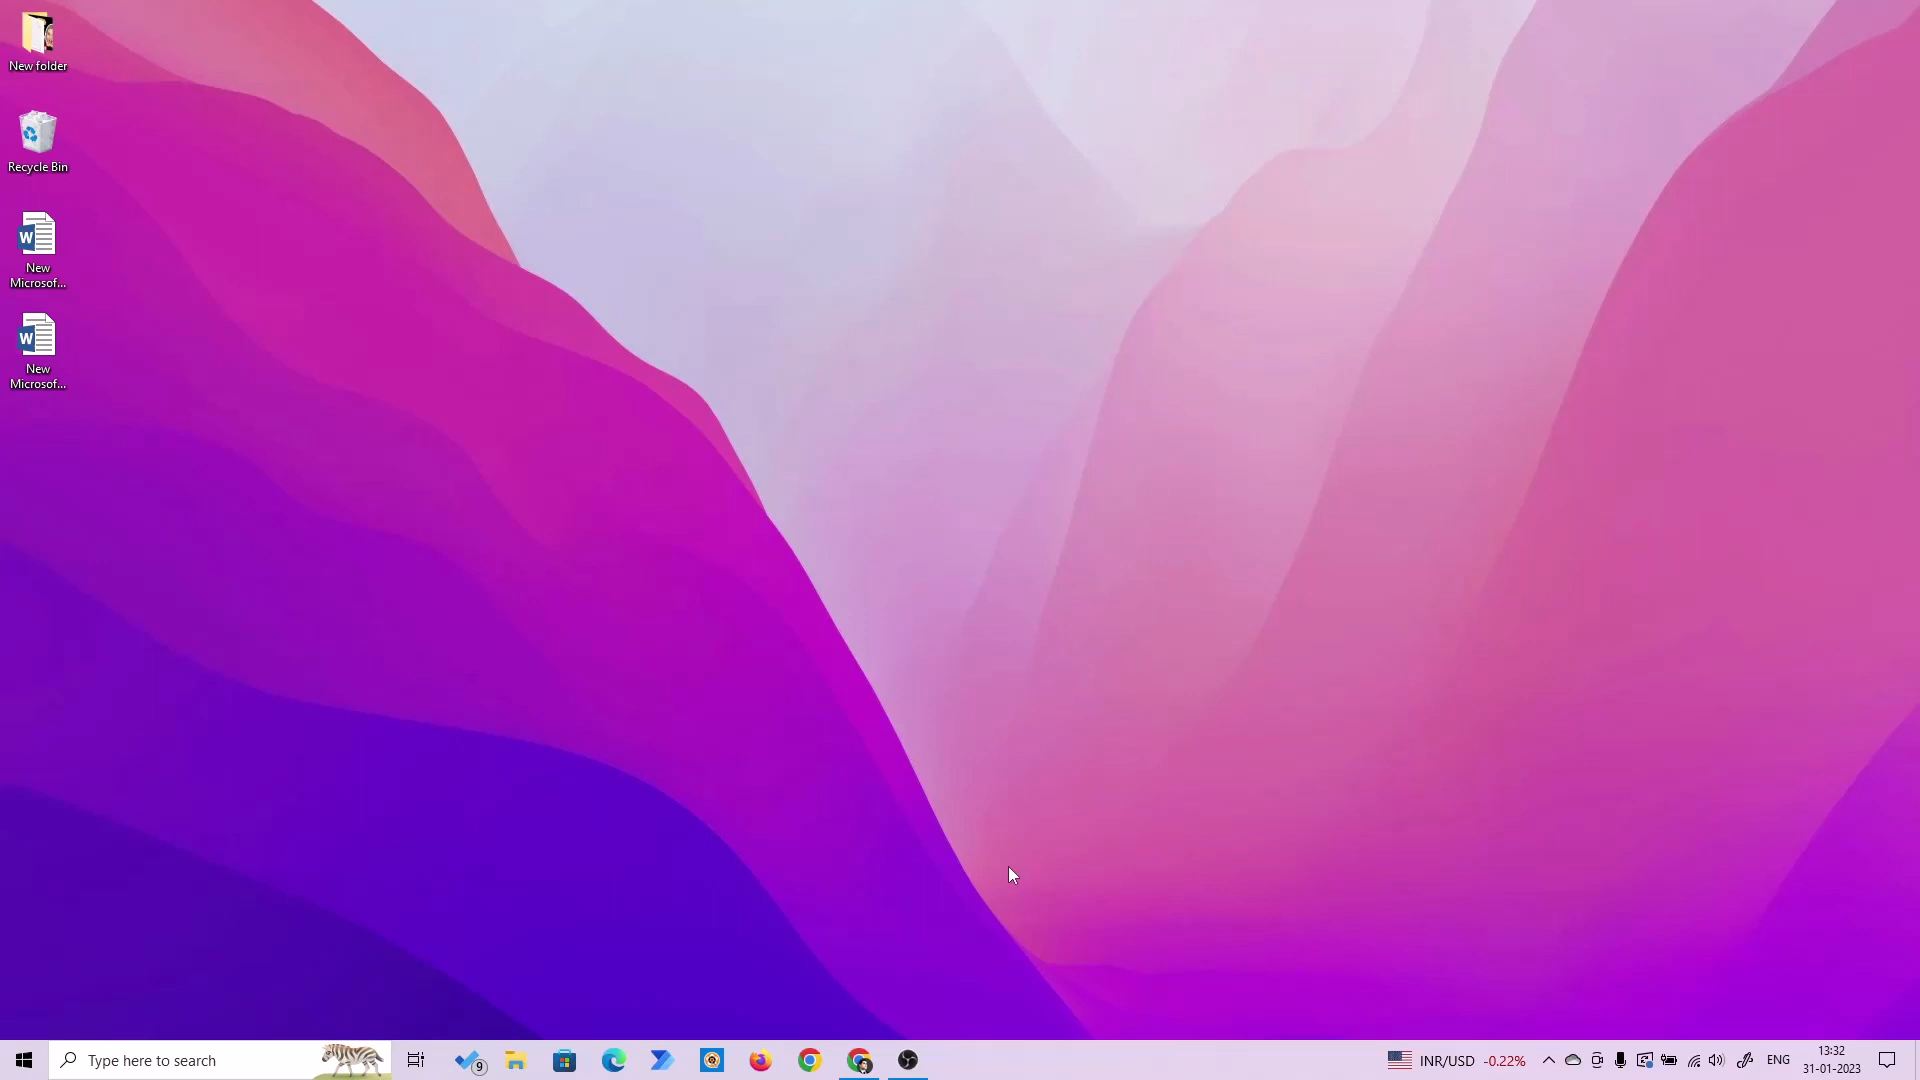 New folder
Recycle Bin
New
Microsof...
New
Microsof...
Type here to search
9
INR/USD -0.22%
ENG
13:32
31-01-2023